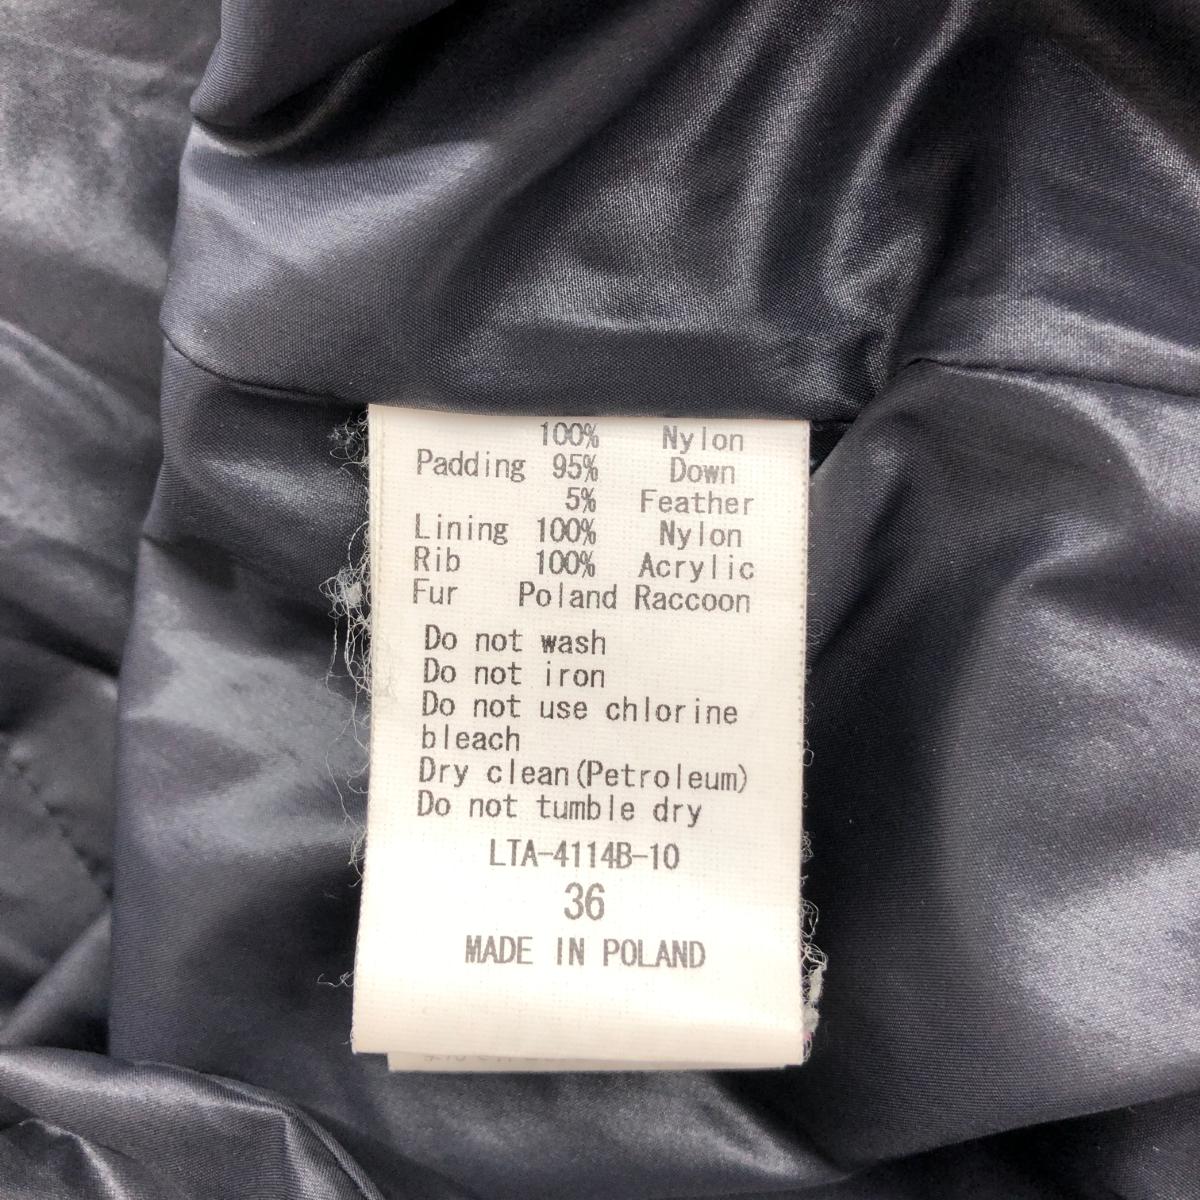 100% Nylon
Padding 95% Down
5% Feather
Lining 100% Nylon
Rib 100% Acrylic
Fur Poland Raccoon
Do not wash
Do not iron
Do not use chlorine
bleach
Dry clean(Petroleum)
Do not tumble dry
LTA-4114B-10
36
MADE IN POLAND